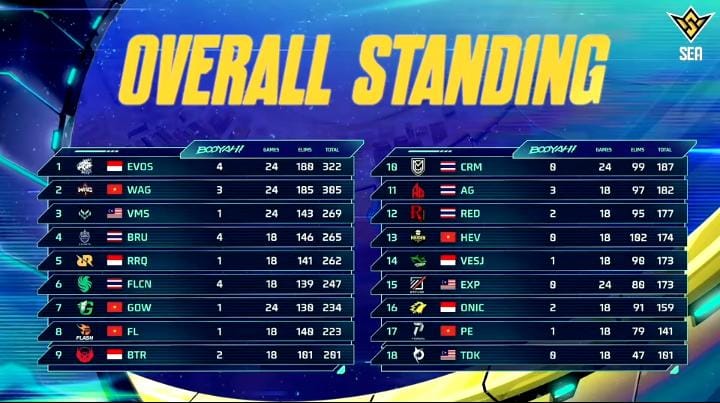 SEA
OVERALL STANDING
BOOYAH! GAMES ELIMS TOTAL
1 EVOS 4 24 180 322
2 WAG 3 24 185 305
3 VMS 1 24 143 269
4 BRU 4 18 146 265
5 RRQ 1 18 141 262
6 FLCN 4 18 139 247
7 GOW 1 24 130 234
8 FLASH FL 1 18 140 223
9 BTR 2 18 101 201
BOOYAH! GAMES ELIMS TOTAL
10 CRM 0 24 99 187
11 AG 3 18 97 182
12 RED 2 18 95 177
13 HEV 0 18 102 174
14 VESJ 1 18 90 173
15 EXP 0 24 80 173
16 ONIC 2 18 91 159
17 PE 1 18 79 141
18 TDK 0 18 47 101